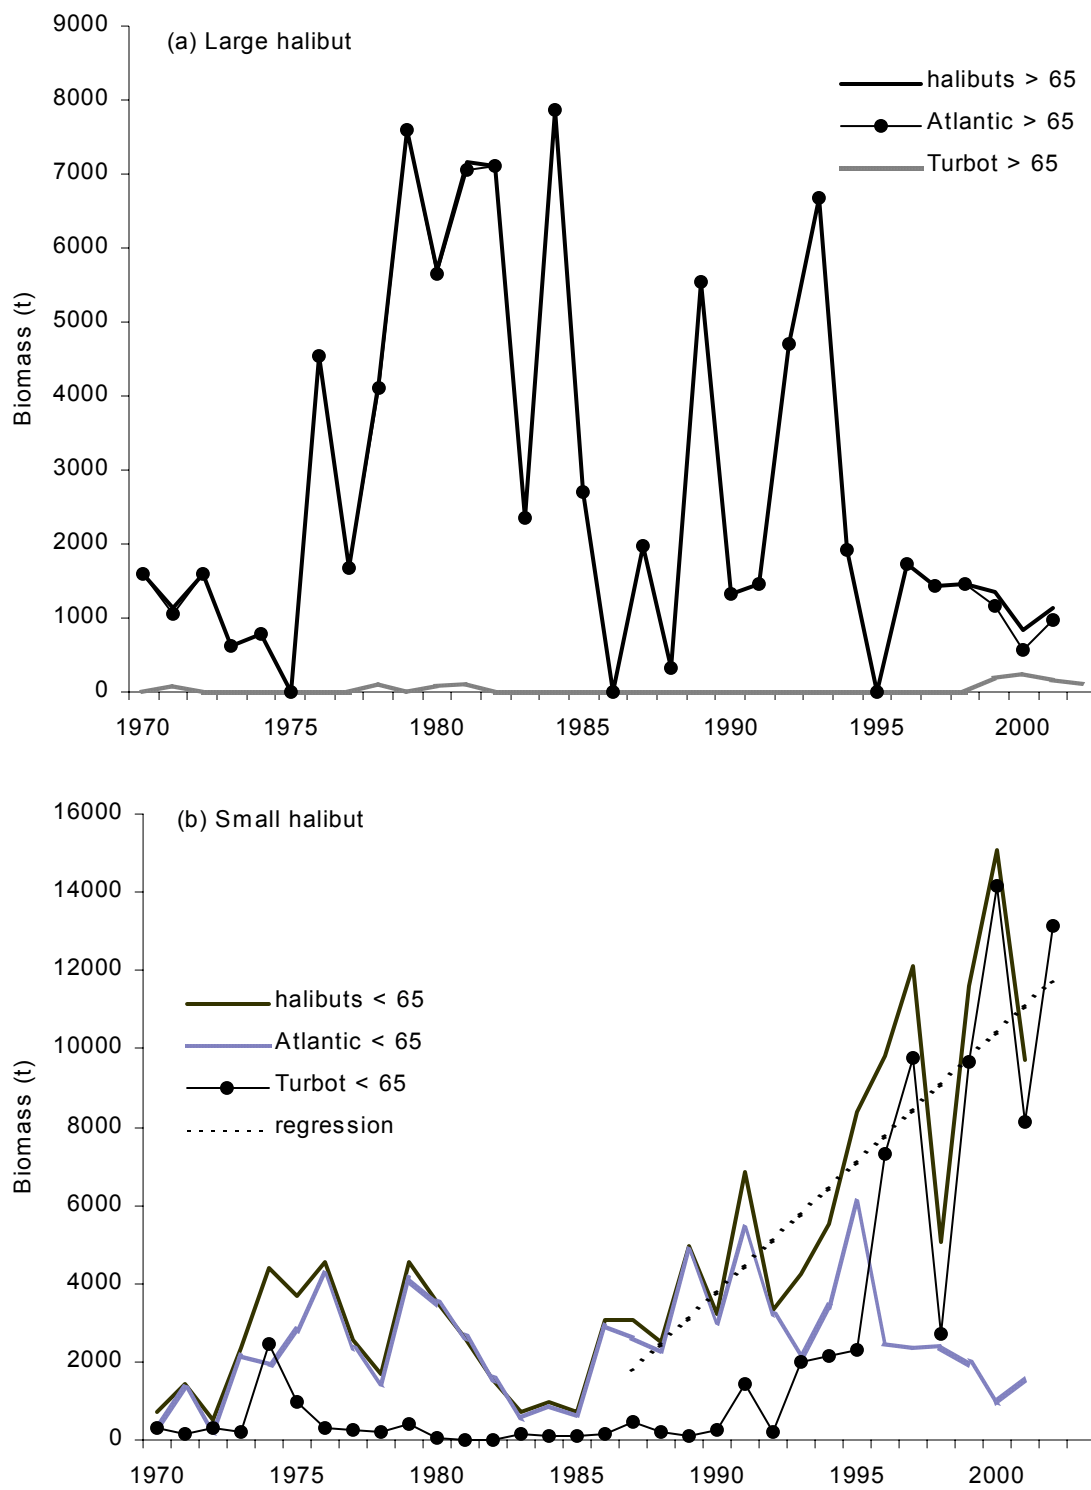 (a) Large halibut
halibuts > 65
Atlantic > 65
Turbot > 65
Biomass (t)
9000
8000
7000
6000
5000
4000
3000
2000
1000
0
1970 1975 1980 1985 1990 1995 2000
(b) Small halibut
halibuts < 65
Atlantic < 65
Turbot < 65
regression
Biomass (t)
16000
14000
12000
10000
8000
6000
4000
2000
0
1970 1975 1980 1985 1990 1995 2000